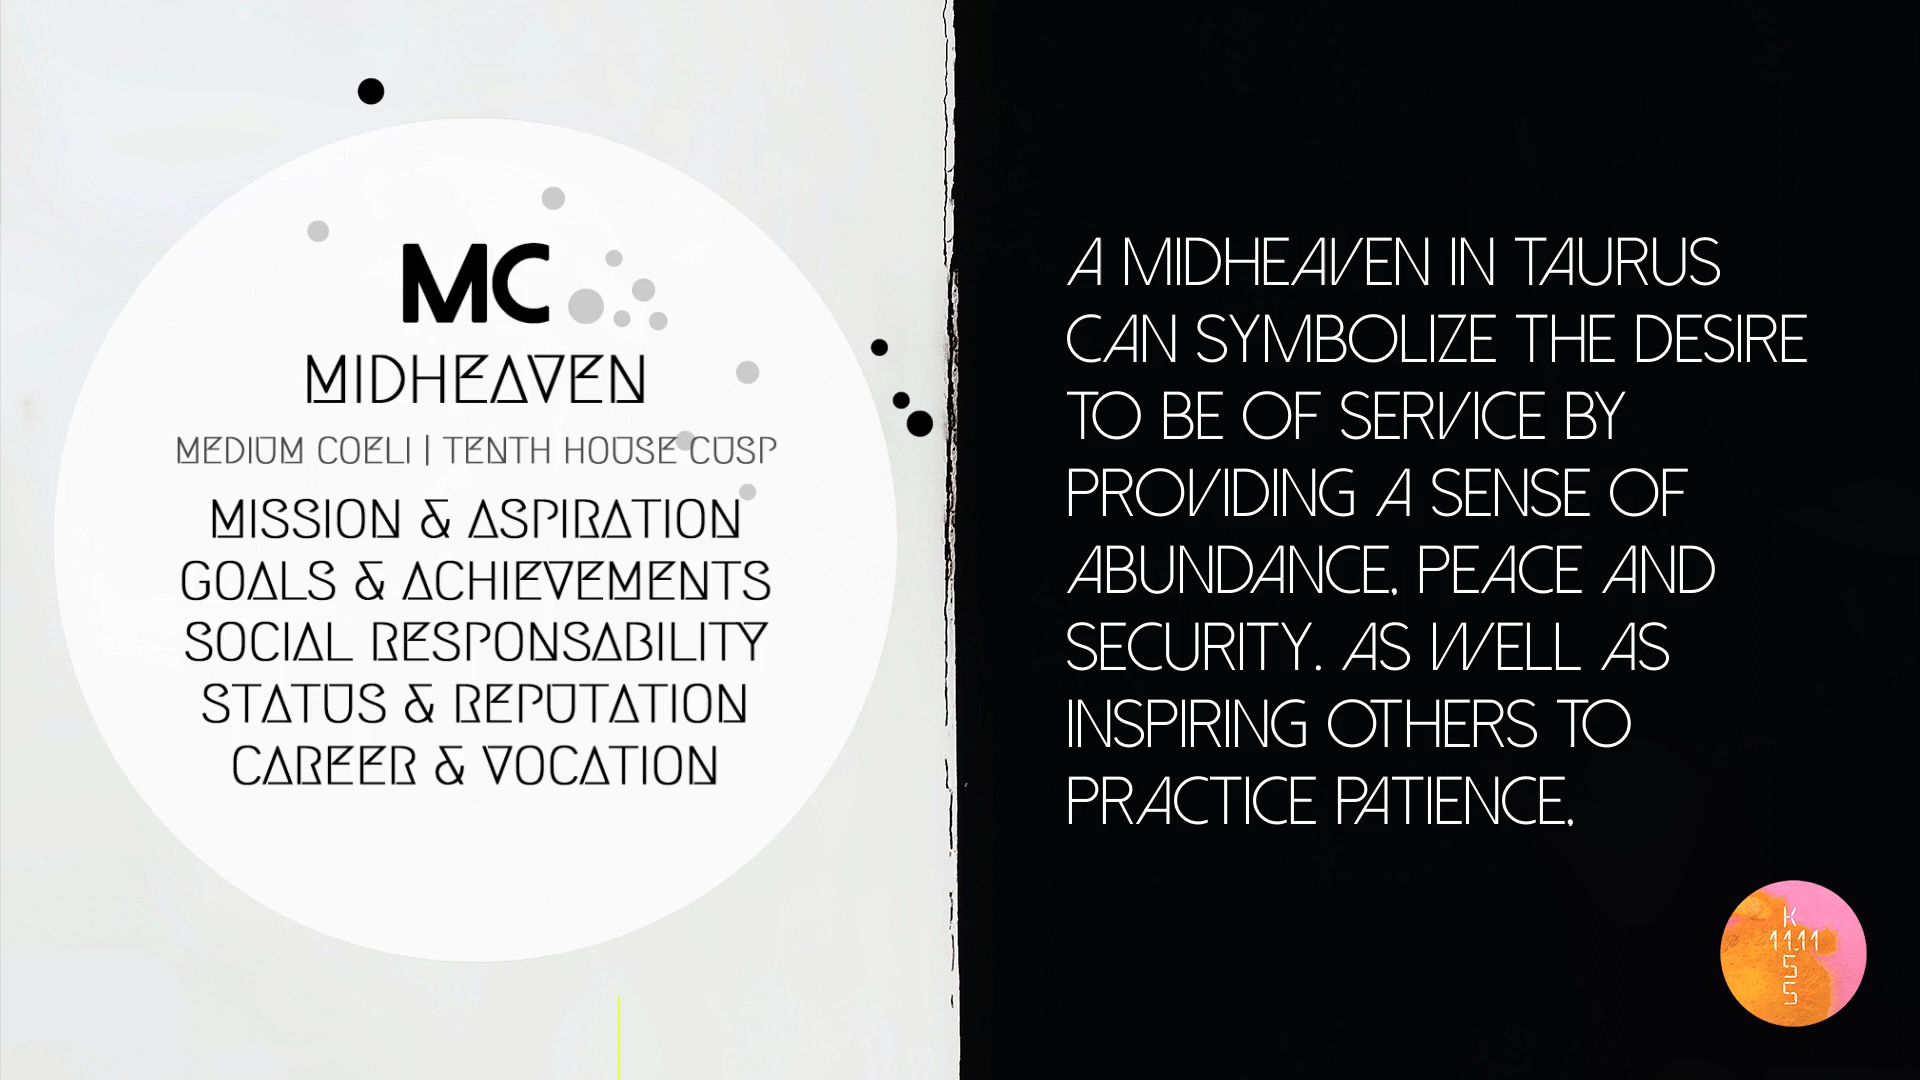 MC
MIDHEAVEN
MEDIUM COELI | TENTH HOUSE CUSP
MISSION & ASPIRATION
GOALS & ACHIEVEMENTS
SOCIAL RESPONSABILITY
STATUS & REPUTATION
CAREER & VOCATION
A MIDHEAVEN IN TAURUS
CAN SYMBOLIZE THE DESIRE
TO BE OF SERVICE BY
PROVIDING A SENSE OF
ABUNDANCE, PEACE AND
SECURITY. AS WELL AS
INSPIRING OTHERS TO
PRACTICE PATIENCE,
K
11.11
S
S